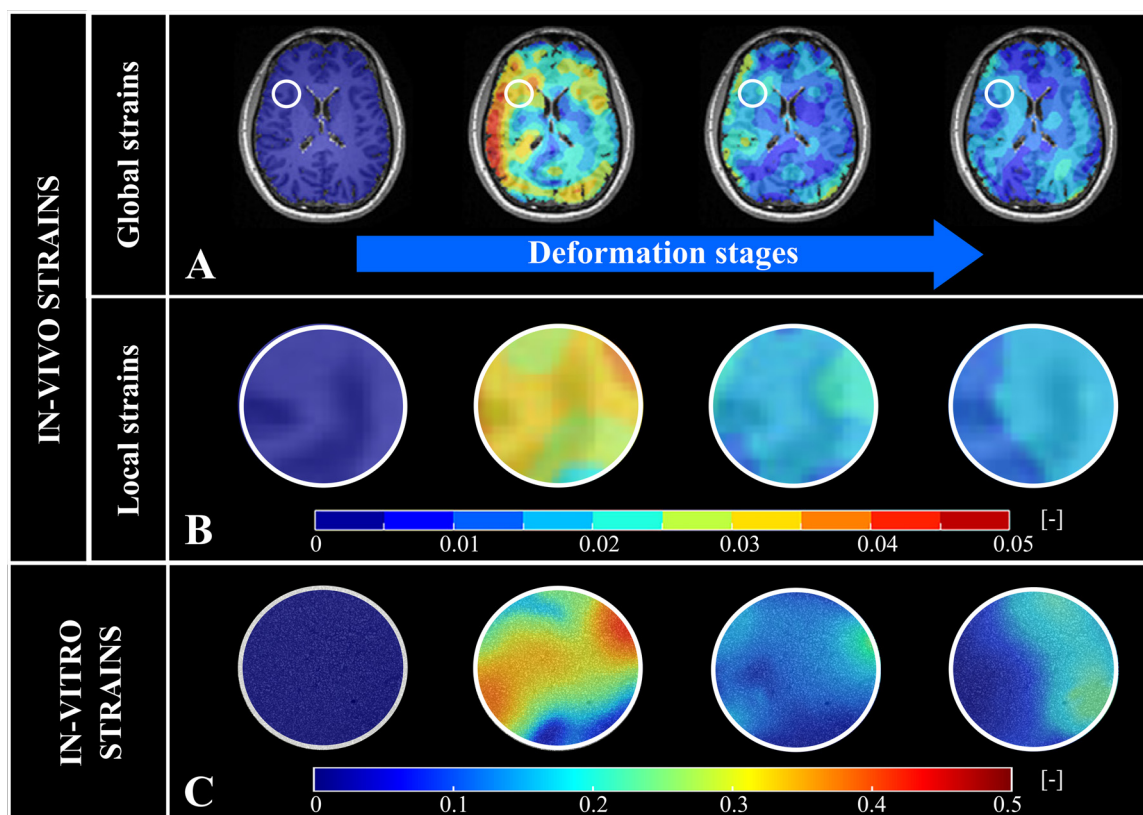 IN-VIVO STRAINS
Global strains
A
Deformation stages
Local strains
B
[-]
0 0.01 0.02 0.03 0.04 0.05
IN-VITRO
STRAINS
C
[-]
0 0.1 0.2 0.3 0.4 0.5